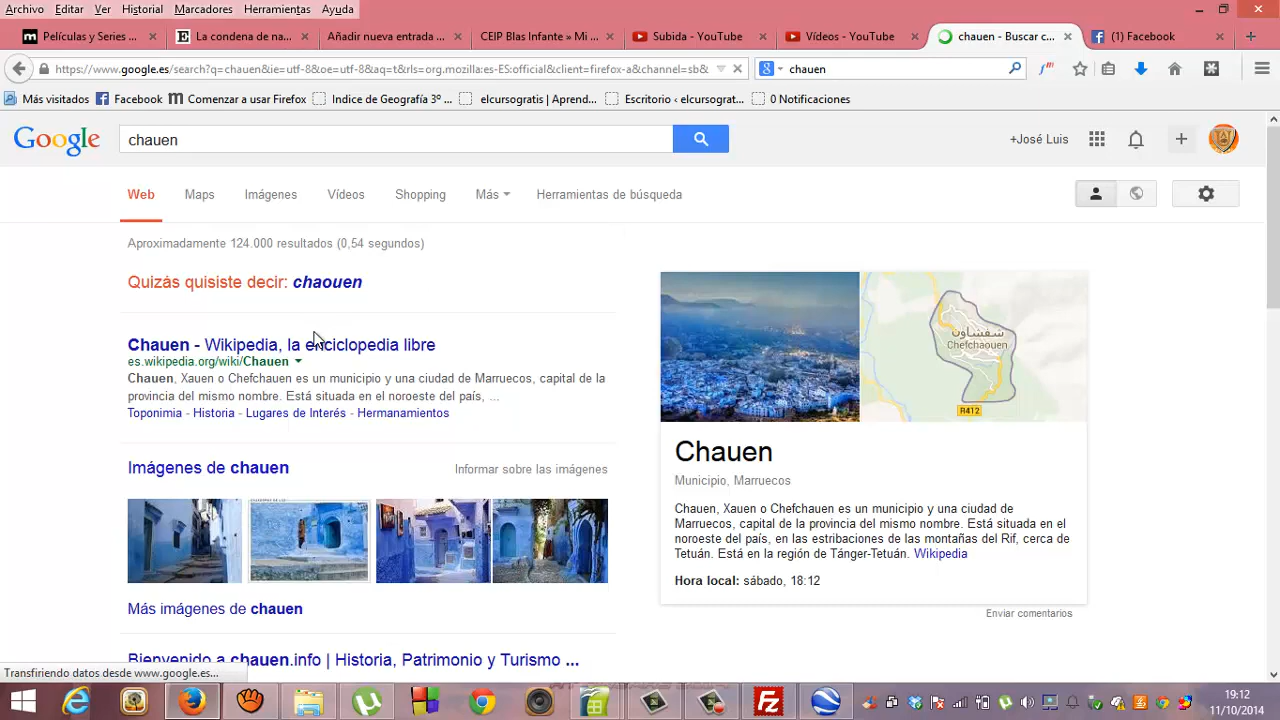 Archivo Editar Ver Historial Marcadores Herramientas Ayuda
Películas y Series ... La condena de na... Añadir nueva entrada ... CEIP Blas Infante » Mi ... Subida - YouTube Vídeos - YouTube chauen - Buscar c... (1) Facebook
https://www.google.es/search?q=chauen&ie=utf-8&oe=utf-8&aq=t&rls=org.mozilla:es-ES:official&client=firefox-a&channel=sb& chauen
Más visitados Facebook Comenzar a usar Firefox Indice de Geografía 3º ... elcursogratis | Aprend... Escritorio ‹ elcursograt... 0 Notificaciones
Google chauen +José Luis
Web Maps Imágenes Vídeos Shopping Más Herramientas de búsqueda
Aproximadamente 124.000 resultados (0,54 segundos)
Quizás quisiste decir: chaouen
Chauen - Wikipedia, la enciclopedia libre
es.wikipedia.org/wiki/Chauen
Chauen, Xauen o Chefchauen es un municipio y una ciudad de Marruecos, capital de la
provincia del mismo nombre. Está situada en el noroeste del país, ...
Toponimia - Historia - Lugares de Interés - Hermanamientos
Imágenes de chauen Informar sobre las imágenes
Más imágenes de chauen
Bienvenido a chauen.info | Historia, Patrimonio y Turismo ...
شفشاون
Chefchaouen
R412
Chauen
Municipio, Marruecos
Chauen, Xauen o Chefchauen es un municipio y una ciudad de
Marruecos, capital de la provincia del mismo nombre. Está situada en el
noroeste del país, en las estribaciones de las montañas del Rif, cerca de
Tetuán. Está en la región de Tánger-Tetuán. Wikipedia
Hora local: sábado, 18:12
Enviar comentarios
Transfiriendo datos desde www.google.es...
19:12
11/10/2014